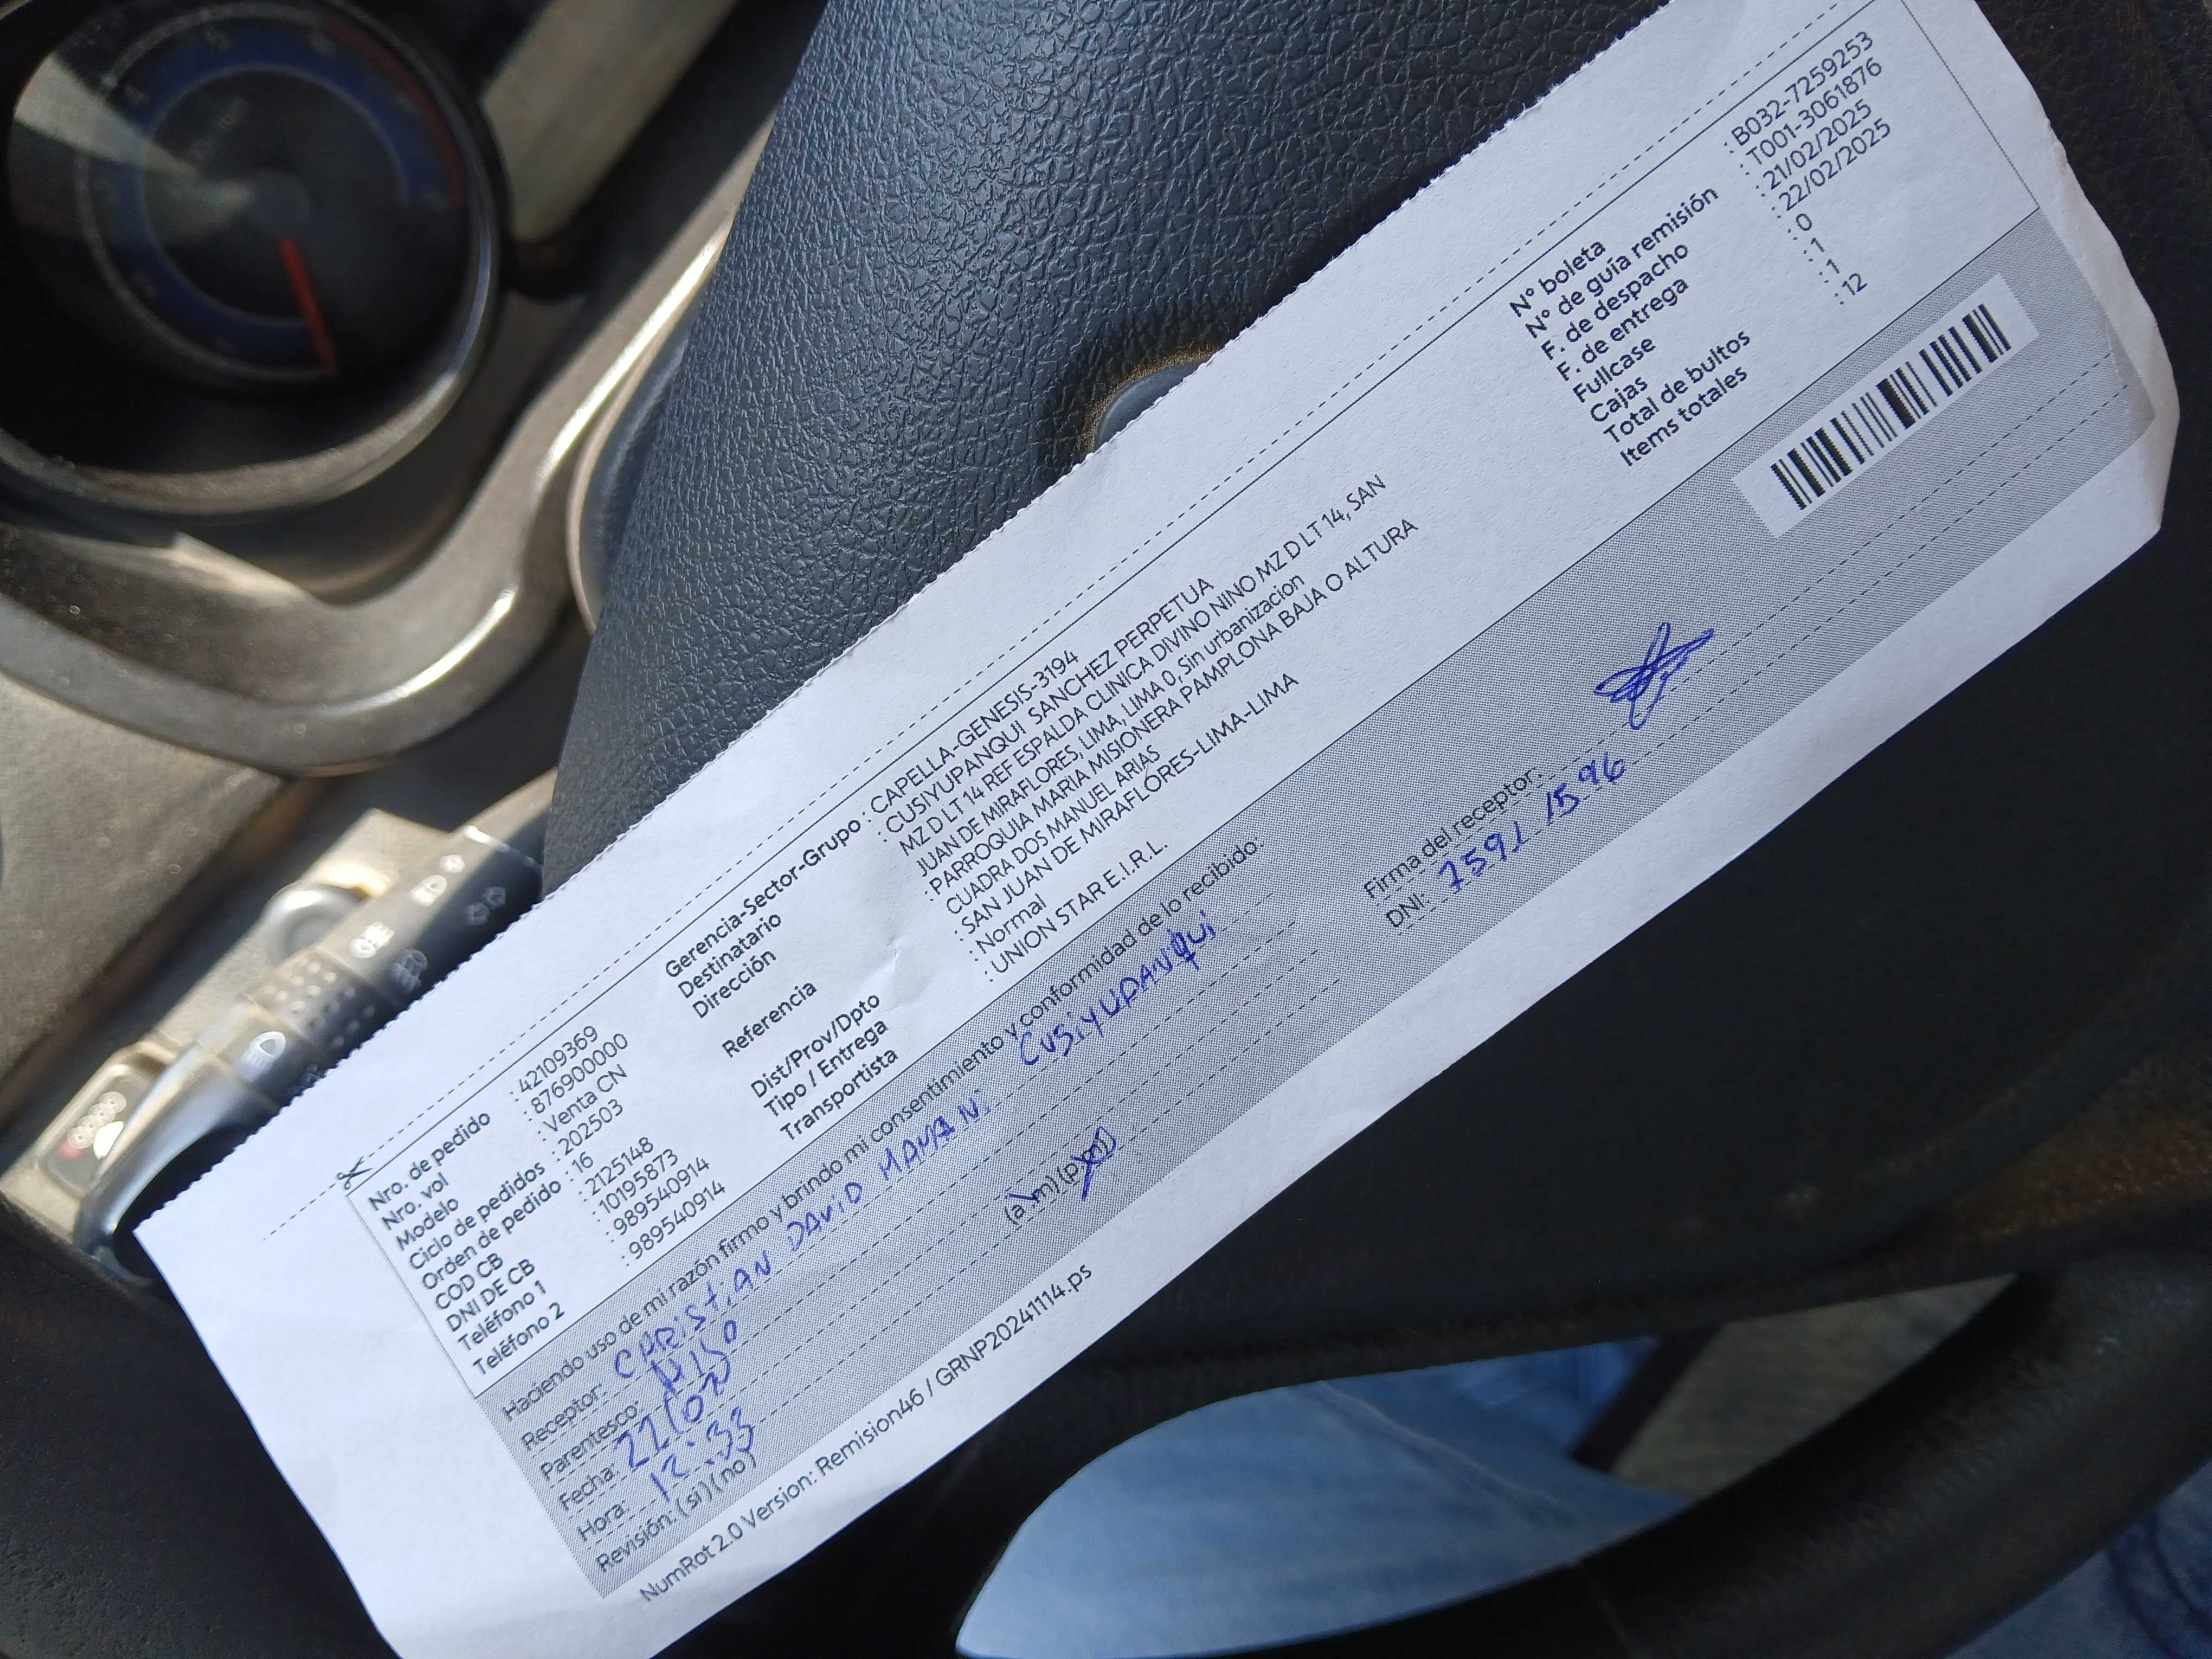 Nro. de pedido : 42109369
Nro. vol : 876900000
Modelo : Venta CN
Ciclo de pedidos : 202503
Orden de pedido : 16
COD CB : 2125148
DNI DE CB : 10195873
Teléfono 1 : 989540914
Teléfono 2 : 989540914
Gerencia-Sector-Grupo : CAPELLA-GENESIS-3194
Destinatario : CUSIYUPANQUI SANCHEZ PERPETUA
Dirección MZ D LT 14 REF ESPALDA CLINICA DIVINO NINO MZ D LT 14, SAN
JUAN DE MIRAFLORES, LIMA, LIMA 0, Sin urbanizacion
Referencia : PARROQUIA MARIA MISIONERA PAMPLONA BAJA O ALTURA
CUADRA DOS MANUEL ARIAS
Dist/Prov/Dpto : SAN JUAN DE MIRAFLORES-LIMA-LIMA
Tipo / Entrega : Normal
Transportista : UNION STAR E.I.R.L.
N° boleta : B032-7259253
N° de guía remisión : T001-3061876
F. de despacho : 21/02/2025
F. de entrega : 22/02/2025
Fullcase : 0
Cajas : 1
Total de bultos : 1
Items totales : 12
Haciendo uso de mi razón firmo y brindo mi consentimiento y conformidad de lo recibido:
Receptor: CHRistiAN DAViD MAMANi CUSiYUPANQUi
Parentesco:
Fecha:
Hora: 12:33 (a.m) (p.m)
Revisión: (si) (no)
Firma del receptor:
DNI: 75911596
NumRot 2.0 Version: Remision46 / GRNP20241114.ps